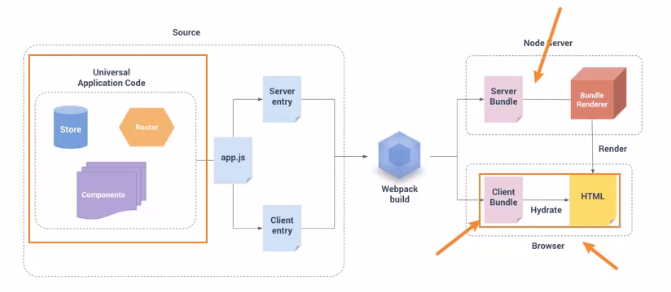 Source
Universal
Application Code
Store
Router
Components
app.js
Server
entry
Client
entry
Webpack
build
Node Server
Server
Bundle
Bundle
Renderer
Render
Client
Bundle
Hydrate
HTML
Browser